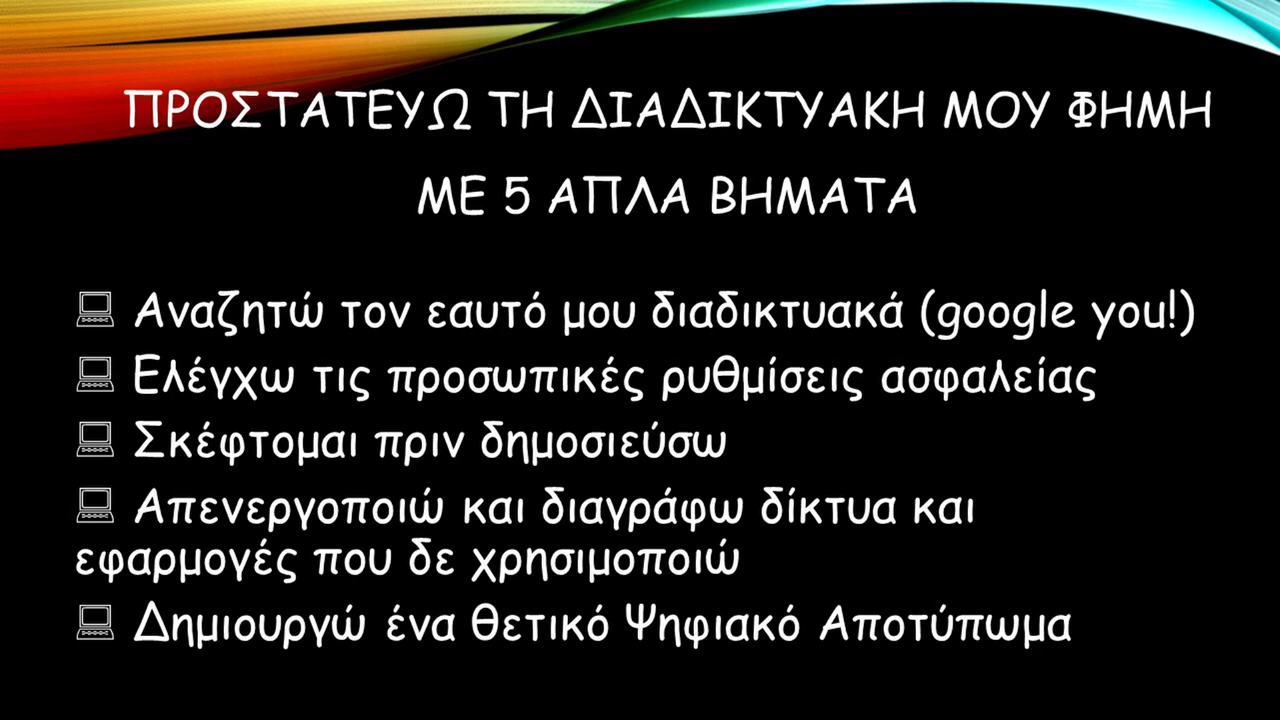 ΠΡΟΣΤΑΤΕΥΩ ΤΗ ΔΙΑΔΙΚΤΥΑΚΗ ΜΟΥ ΦΗΜΗ
ΜΕ 5 ΑΠΛΑ ΒΗΜΑΤΑ
Αναζητώ τον εαυτό μου διαδικτυακά (google you!)
Ελέγχω τις προσωπικές ρυθμίσεις ασφαλείας
Σκέφτομαι πριν δημοσιεύσω
Απενεργοποιώ και διαγράφω δίκτυα και
εφαρμογές που δε χρησιμοποιώ
Δημιουργώ ένα θετικό Ψηφιακό Αποτύπωμα